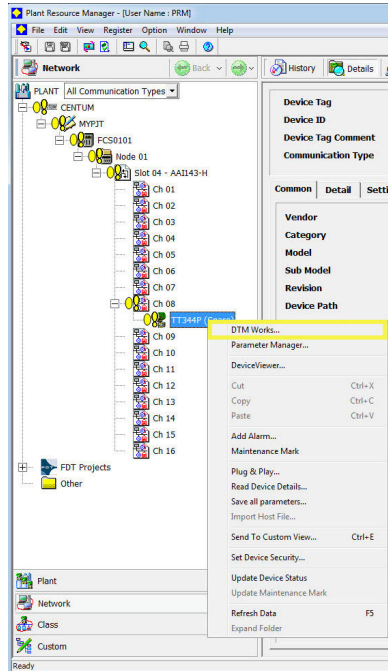 Plant Resource Manager - [User Name : PRM]
File Edit View Register Option Window Help
Network
Back
History
Details
PLANT All Communication Types
CENTUM
MYPJT
FCS0101
Node 01
Slot 04 - AAI143-H
Ch 01
Ch 02
Ch 03
Ch 04
Ch 05
Ch 06
Ch 07
Ch 08
TT344P
Ch 09
Ch 10
Ch 11
Ch 12
Ch 13
Ch 14
Ch 15
Ch 16
FDT Projects
Other
Device Tag
Device ID
Device Tag Comment
Communication Type
Common Detail
Vendor
Category
Model
Sub Model
Revision
Device Path
DTM Works...
Parameter Manager...
DeviceViewer...
Cut Ctrl+X
Copy Ctrl+C
Paste Ctrl+V
Add Alarm...
Maintenance Mark
Plug & Play...
Read Device Details...
Save all parameters...
Import Host File...
Send To Custom View... Ctrl+E
Set Device Security...
Update Device Status
Update Maintenance Mark
Refresh Data F5
Expand Folder
Plant
Network
Class
Custom
Ready